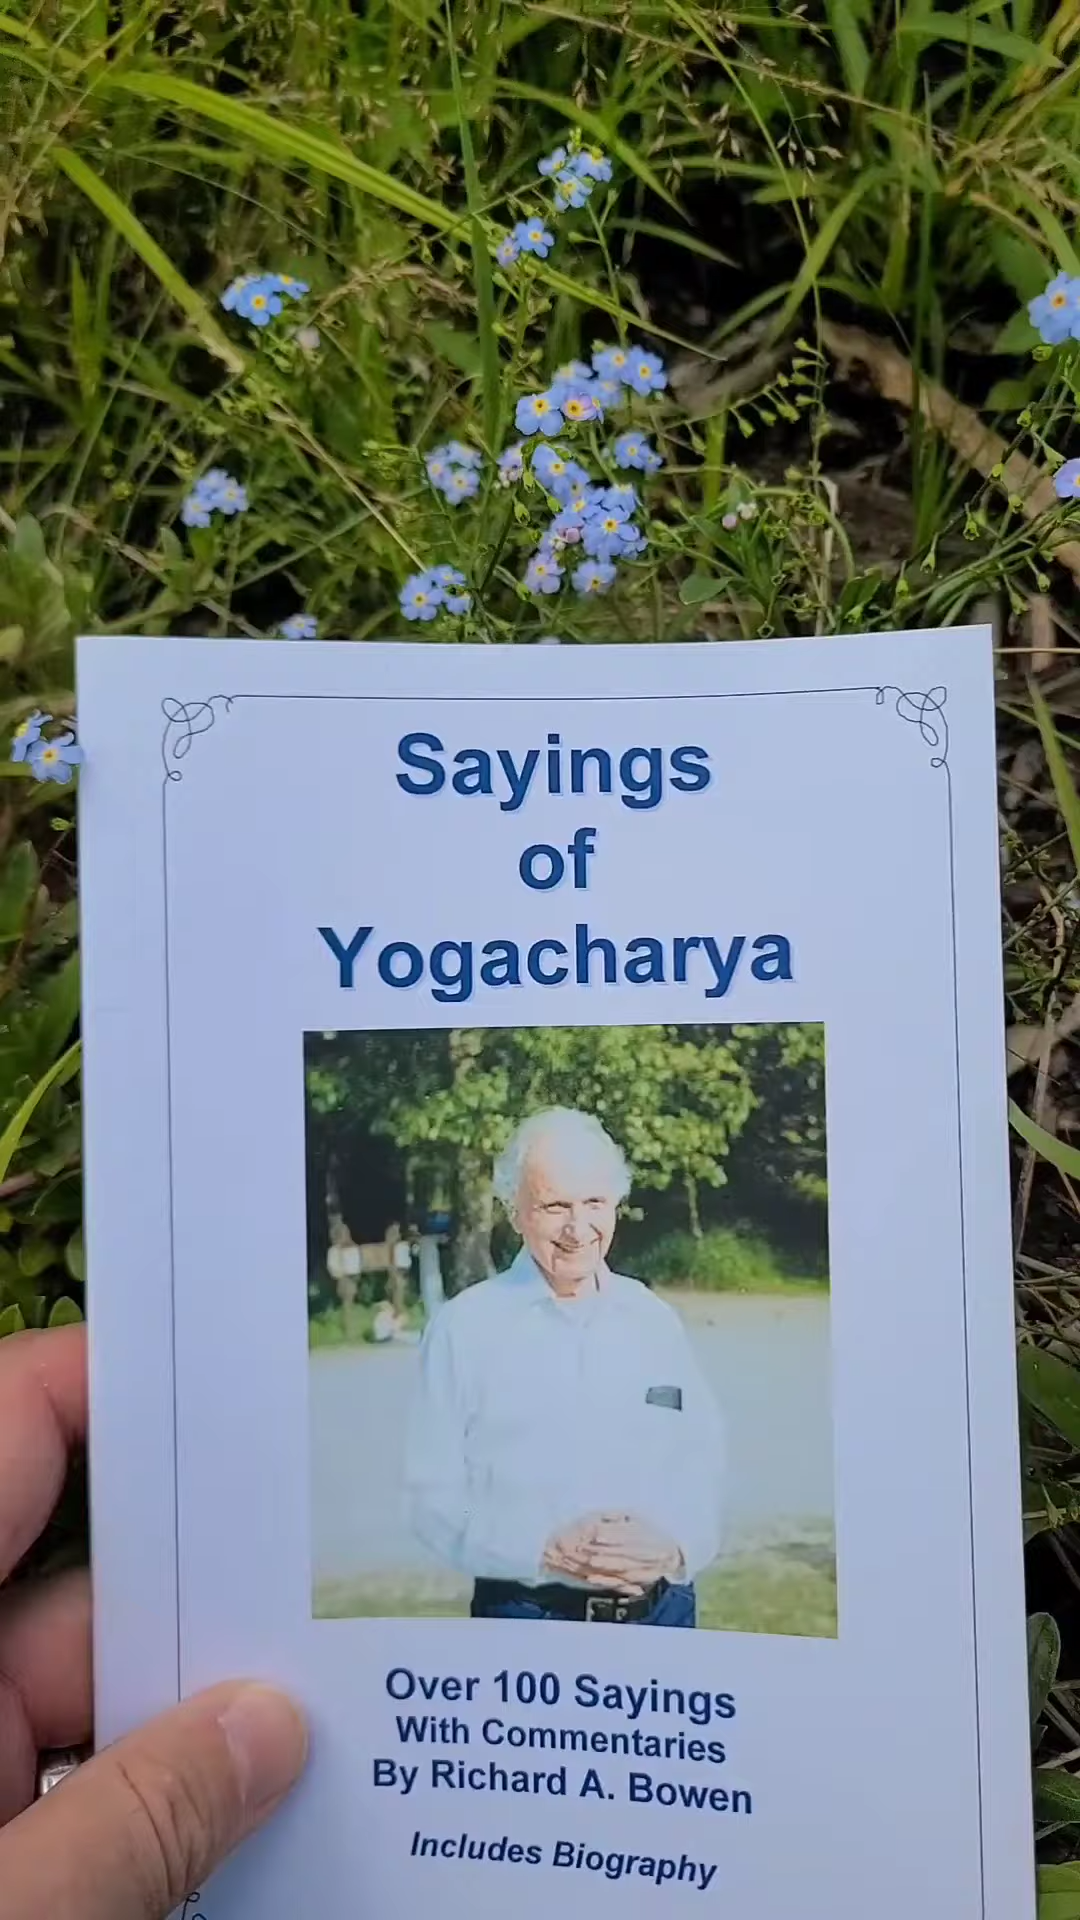 Sayings
of
Yogacharya
Over 100 Sayings
With Commentaries
By Richard A. Bowen
Includes Biography